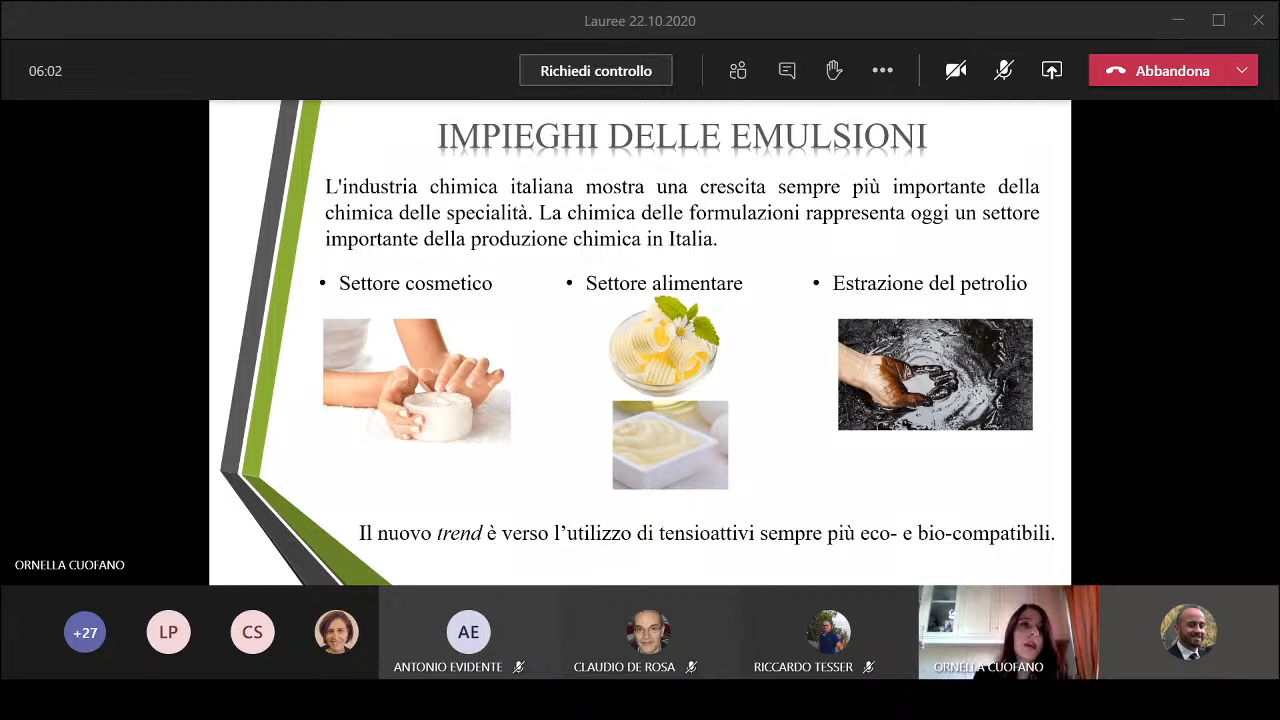 Lauree 22.10.2020
06:02
Richiedi controllo
Abbandona
IMPIEGHI DELLE EMULSIONI
L'industria chimica italiana mostra una crescita sempre più importante della
chimica delle specialità. La chimica delle formulazioni rappresenta oggi un settore
importante della produzione chimica in Italia.
• Settore cosmetico
• Settore alimentare
• Estrazione del petrolio
Il nuovo trend è verso l'utilizzo di tensioattivi sempre più eco- e bio-compatibili.
ORNELLA CUOFANO
+27
LP
CS
AE
ANTONIO EVIDENTE
CLAUDIO DE ROSA
RICCARDO TESSER
ORNELLA CUOFANO